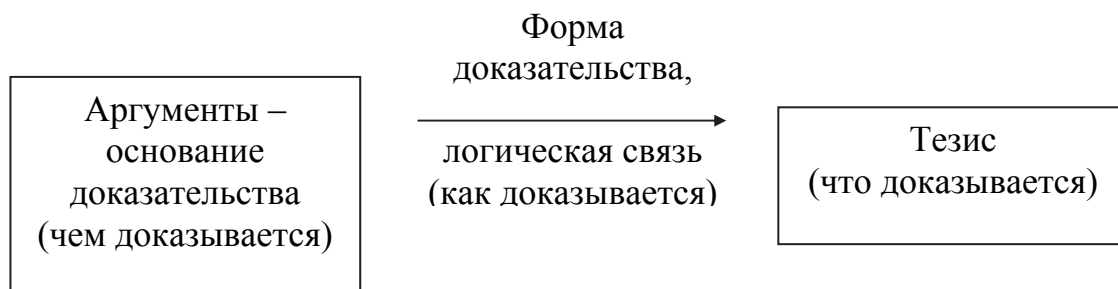 Аргументы –
основание
доказательства
(чем доказывается)
Форма
доказательства,
логическая связь
(как доказывается)
Тезис
(что доказывается)